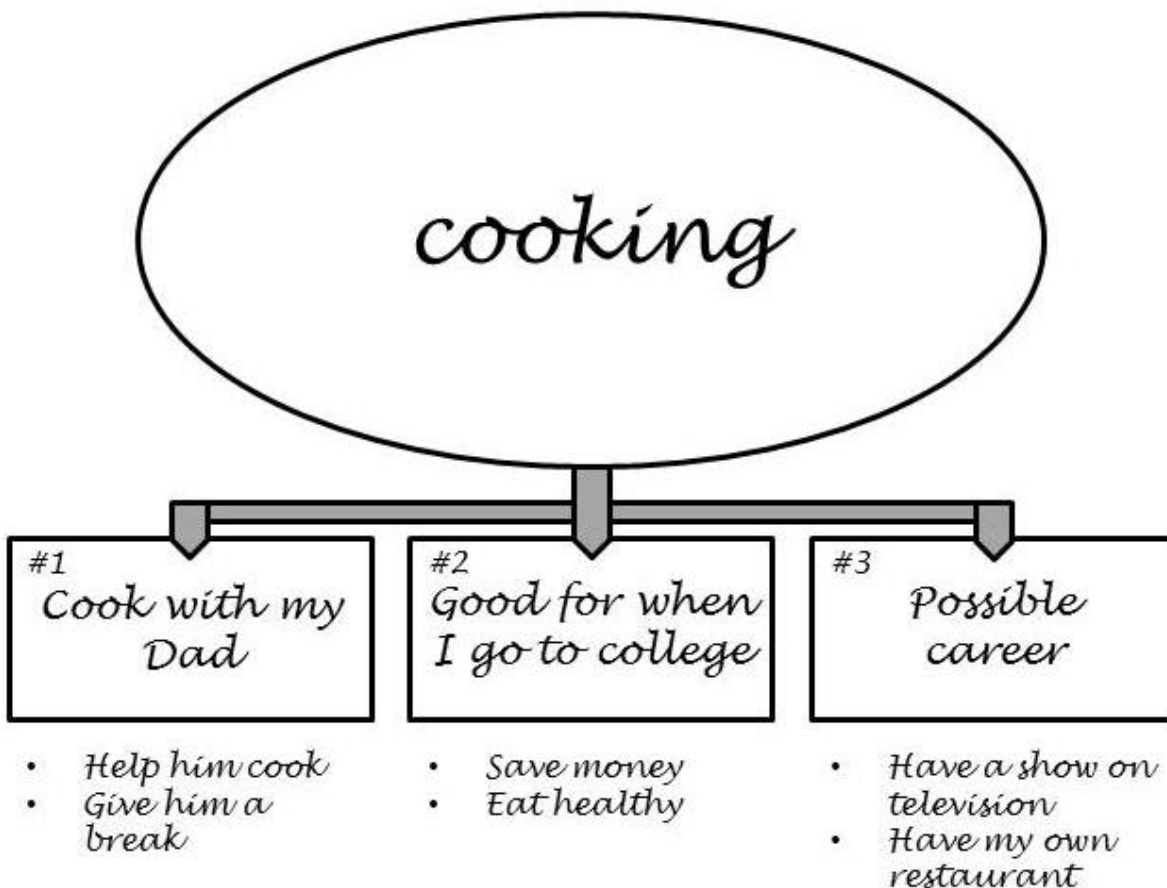 cooking
#1
Cook with my
Dad
• Help him cook
• Give him a
break
#2
Good for when
I go to college
• Save money
• Eat healthy
#3
Possible
career
• Have a show on
television
• Have my own
restaurant